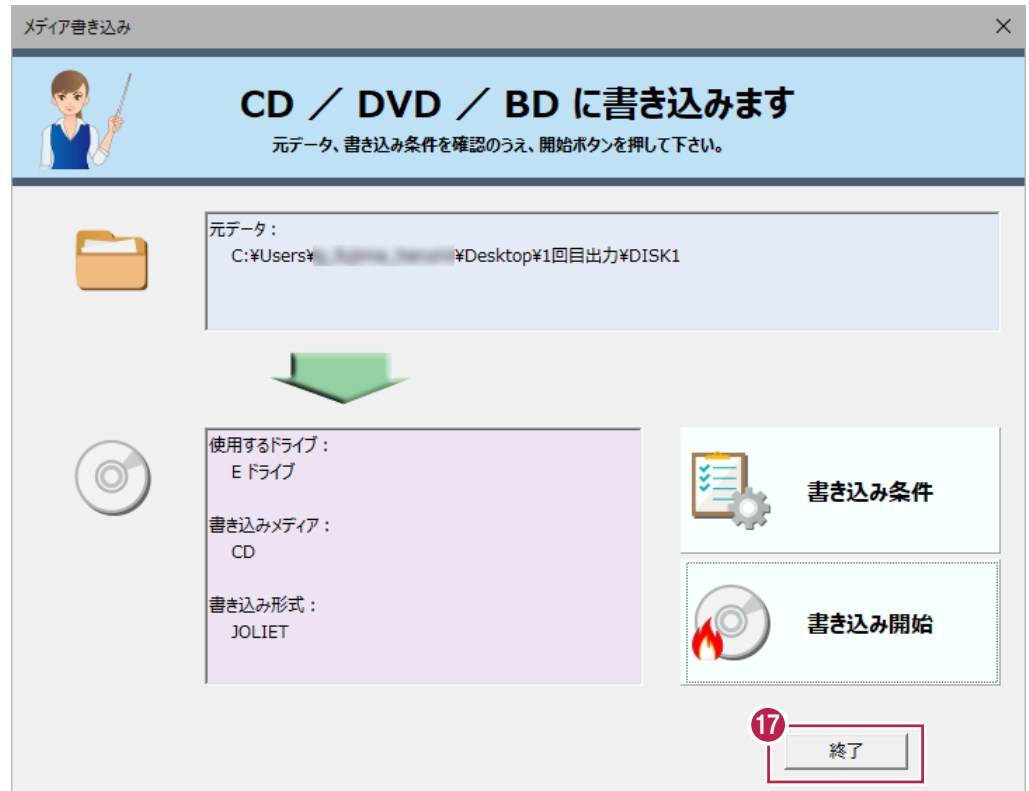 メディア書き込み
CD ／ DVD ／ BD に書き込みます
元データ、書き込み条件を確認のうえ、開始ボタンを押して下さい。
元データ：
C:¥Users¥ ¥Desktop¥1回目出力¥DISK1
使用するドライブ：
E ドライブ
書き込みメディア：
CD
書き込み形式：
JOLIET
書き込み条件
書き込み開始
17
終了